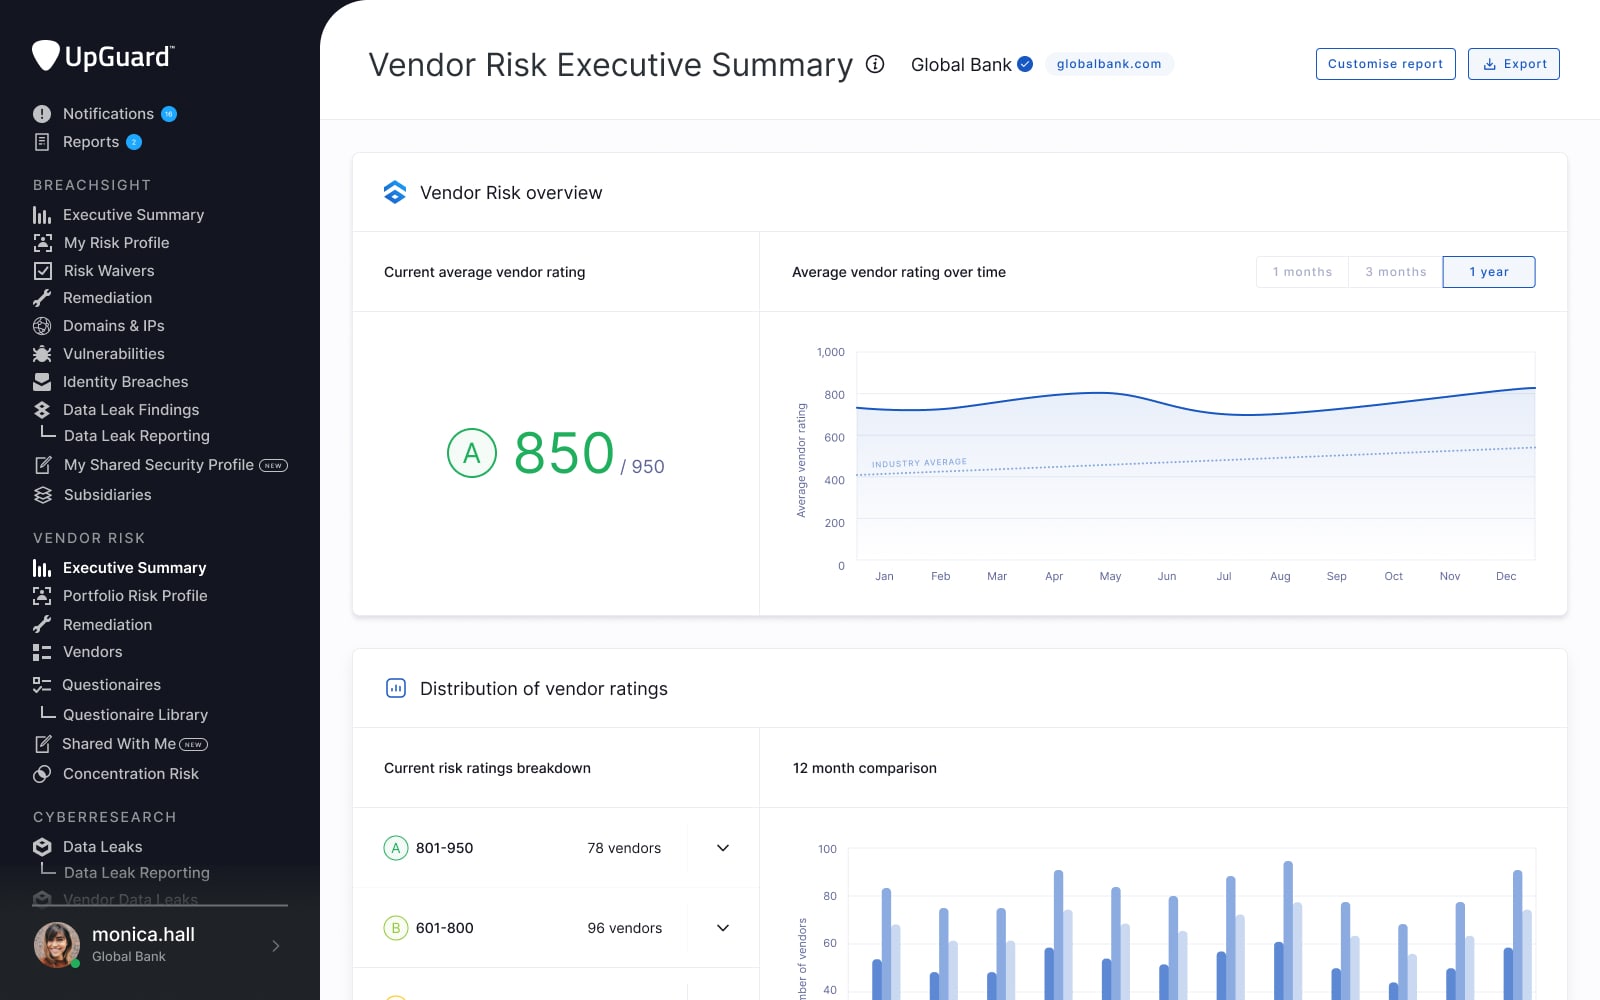 UpGuard™
Notifications 16
Reports 2
BREACHSIGHT
Executive Summary
My Risk Profile
Risk Waivers
Remediation
Domains & IPs
Vulnerabilities
Identity Breaches
Data Leak Findings
Data Leak Reporting
My Shared Security Profile NEW
Subsidiaries
VENDOR RISK
Executive Summary
Portfolio Risk Profile
Remediation
Vendors
Questionaires
Questionaire Library
Shared With Me NEW
Concentration Risk
CYBERRESEARCH
Data Leaks
Data Leak Reporting
Vendor Data Leaks
monica.hall
Global Bank
Vendor Risk Executive Summary
Global Bank
globalbank.com
Customise report
Export
Vendor Risk overview
Current average vendor rating
A 850 / 950
Average vendor rating over time
1 months 3 months 1 year
Average vendor rating
1,000
800
600
400
200
0
INDUSTRY AVERAGE
Jan Feb Mar Apr May Jun Jul Aug Sep Oct Nov Dec
Distribution of vendor ratings
Current risk ratings breakdown
A 801-950 78 vendors
B 601-800 96 vendors
12 month comparison
of vendors
100
80
60
40